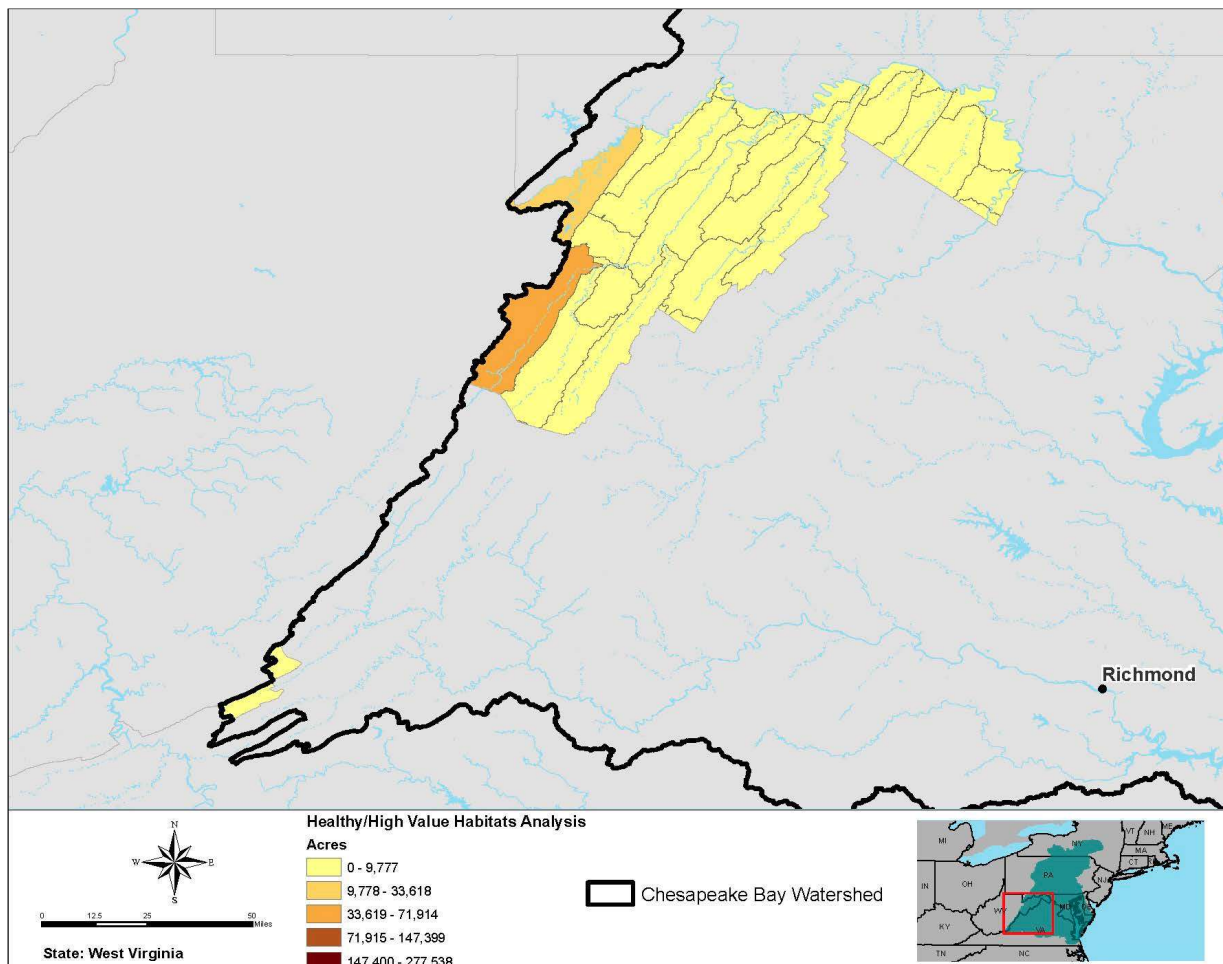 Richmond
N
W E
S
0 12.5 25 50
Miles
State: West Virginia
Healthy/High Value Habitats Analysis
Acres
0 - 9,777
9,778 - 33,618
33,619 - 71,914
71,915 - 147,399
147,400 - 277,538
Chesapeake Bay Watershed
MI
NY
VT
NH
ME
MA
CT
PA
NJ
IN
OH
WV
MD
DE
KY
VA
TN
NC